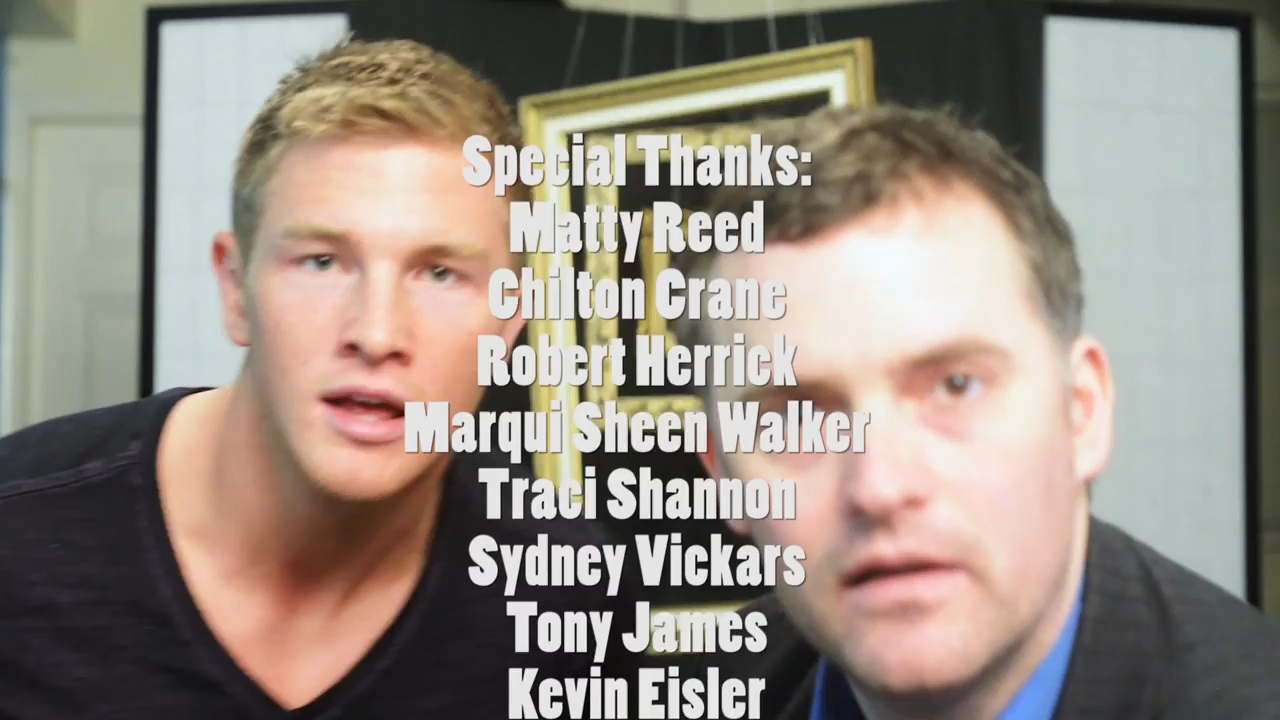 Special Thanks:
Matty Reed
Chilton Crane
Robert Herrick
Marqui Sheen Walker
Traci Shannon
Sydney Vickars
Tony James
Kevin Eisler